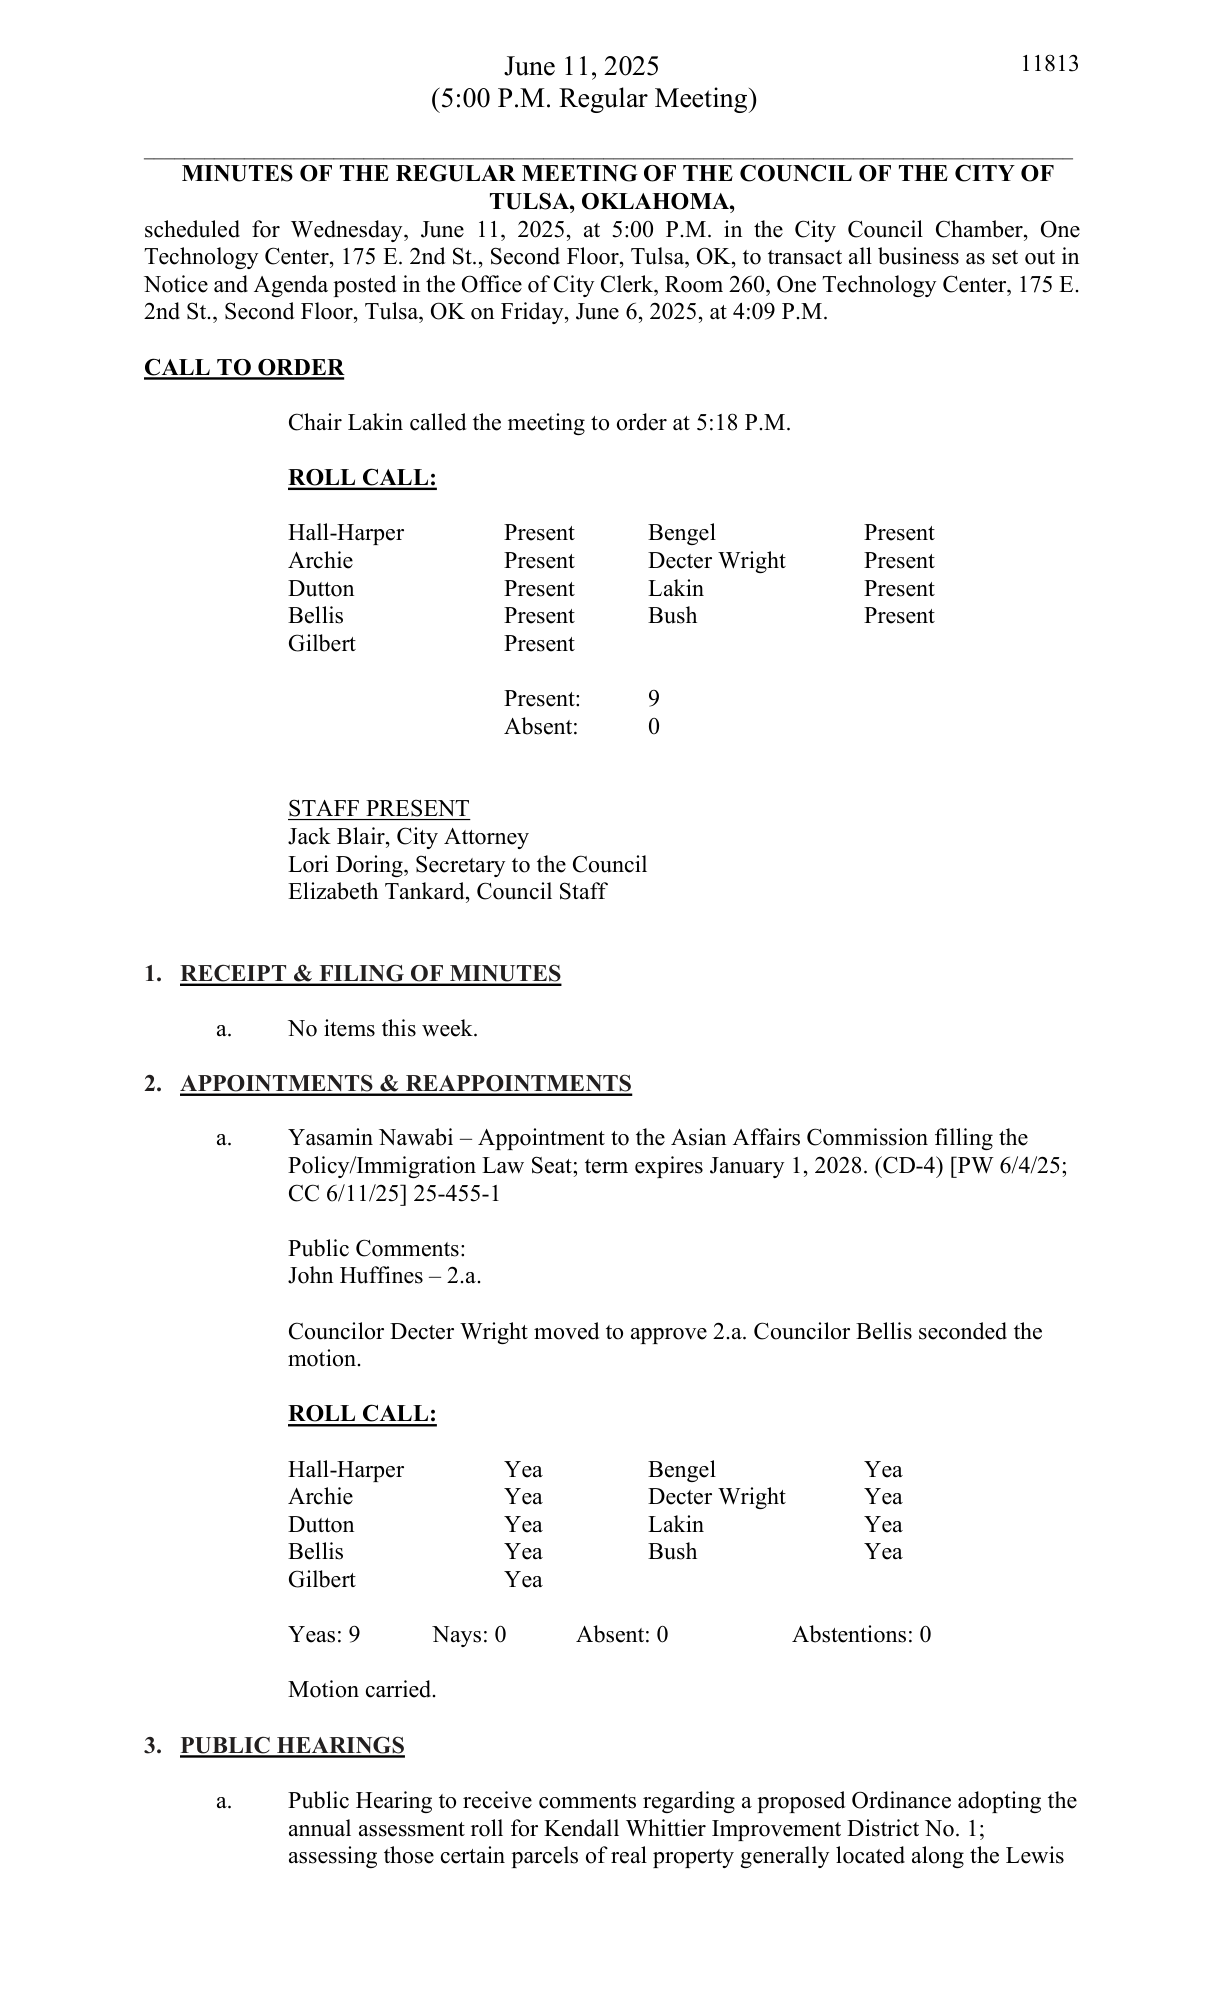 June 11, 2025 11813
(5:00 P.M. Regular Meeting)
MINUTES OF THE REGULAR MEETING OF THE COUNCIL OF THE CITY OF
TULSA, OKLAHOMA,
scheduled for Wednesday, June 11, 2025, at 5:00 P.M. in the City Council Chamber, One
Technology Center, 175 E. 2nd St., Second Floor, Tulsa, OK, to transact all business as set out in
Notice and Agenda posted in the Office of City Clerk, Room 260, One Technology Center, 175 E.
2nd St., Second Floor, Tulsa, OK on Friday, June 6, 2025, at 4:09 P.M.
CALL TO ORDER
Chair Lakin called the meeting to order at 5:18 P.M.
ROLL CALL:
Hall-Harper Present Bengel Present
Archie Present Decter Wright Present
Dutton Present Lakin Present
Bellis Present Bush Present
Gilbert Present
Present: 9
Absent: 0
STAFF PRESENT
Jack Blair, City Attorney
Lori Doring, Secretary to the Council
Elizabeth Tankard, Council Staff
1. RECEIPT & FILING OF MINUTES
a. No items this week.
2. APPOINTMENTS & REAPPOINTMENTS
a. Yasamin Nawabi – Appointment to the Asian Affairs Commission filling the
Policy/Immigration Law Seat; term expires January 1, 2028. (CD-4) [PW 6/4/25;
CC 6/11/25] 25-455-1
Public Comments:
John Huffines – 2.a.
Councilor Decter Wright moved to approve 2.a. Councilor Bellis seconded the
motion.
ROLL CALL:
Hall-Harper Yea Bengel Yea
Archie Yea Decter Wright Yea
Dutton Yea Lakin Yea
Bellis Yea Bush Yea
Gilbert Yea
Yeas: 9 Nays: 0 Absent: 0 Abstentions: 0
Motion carried.
3. PUBLIC HEARINGS
a. Public Hearing to receive comments regarding a proposed Ordinance adopting the
annual assessment roll for Kendall Whittier Improvement District No. 1;
assessing those certain parcels of real property generally located along the Lewis